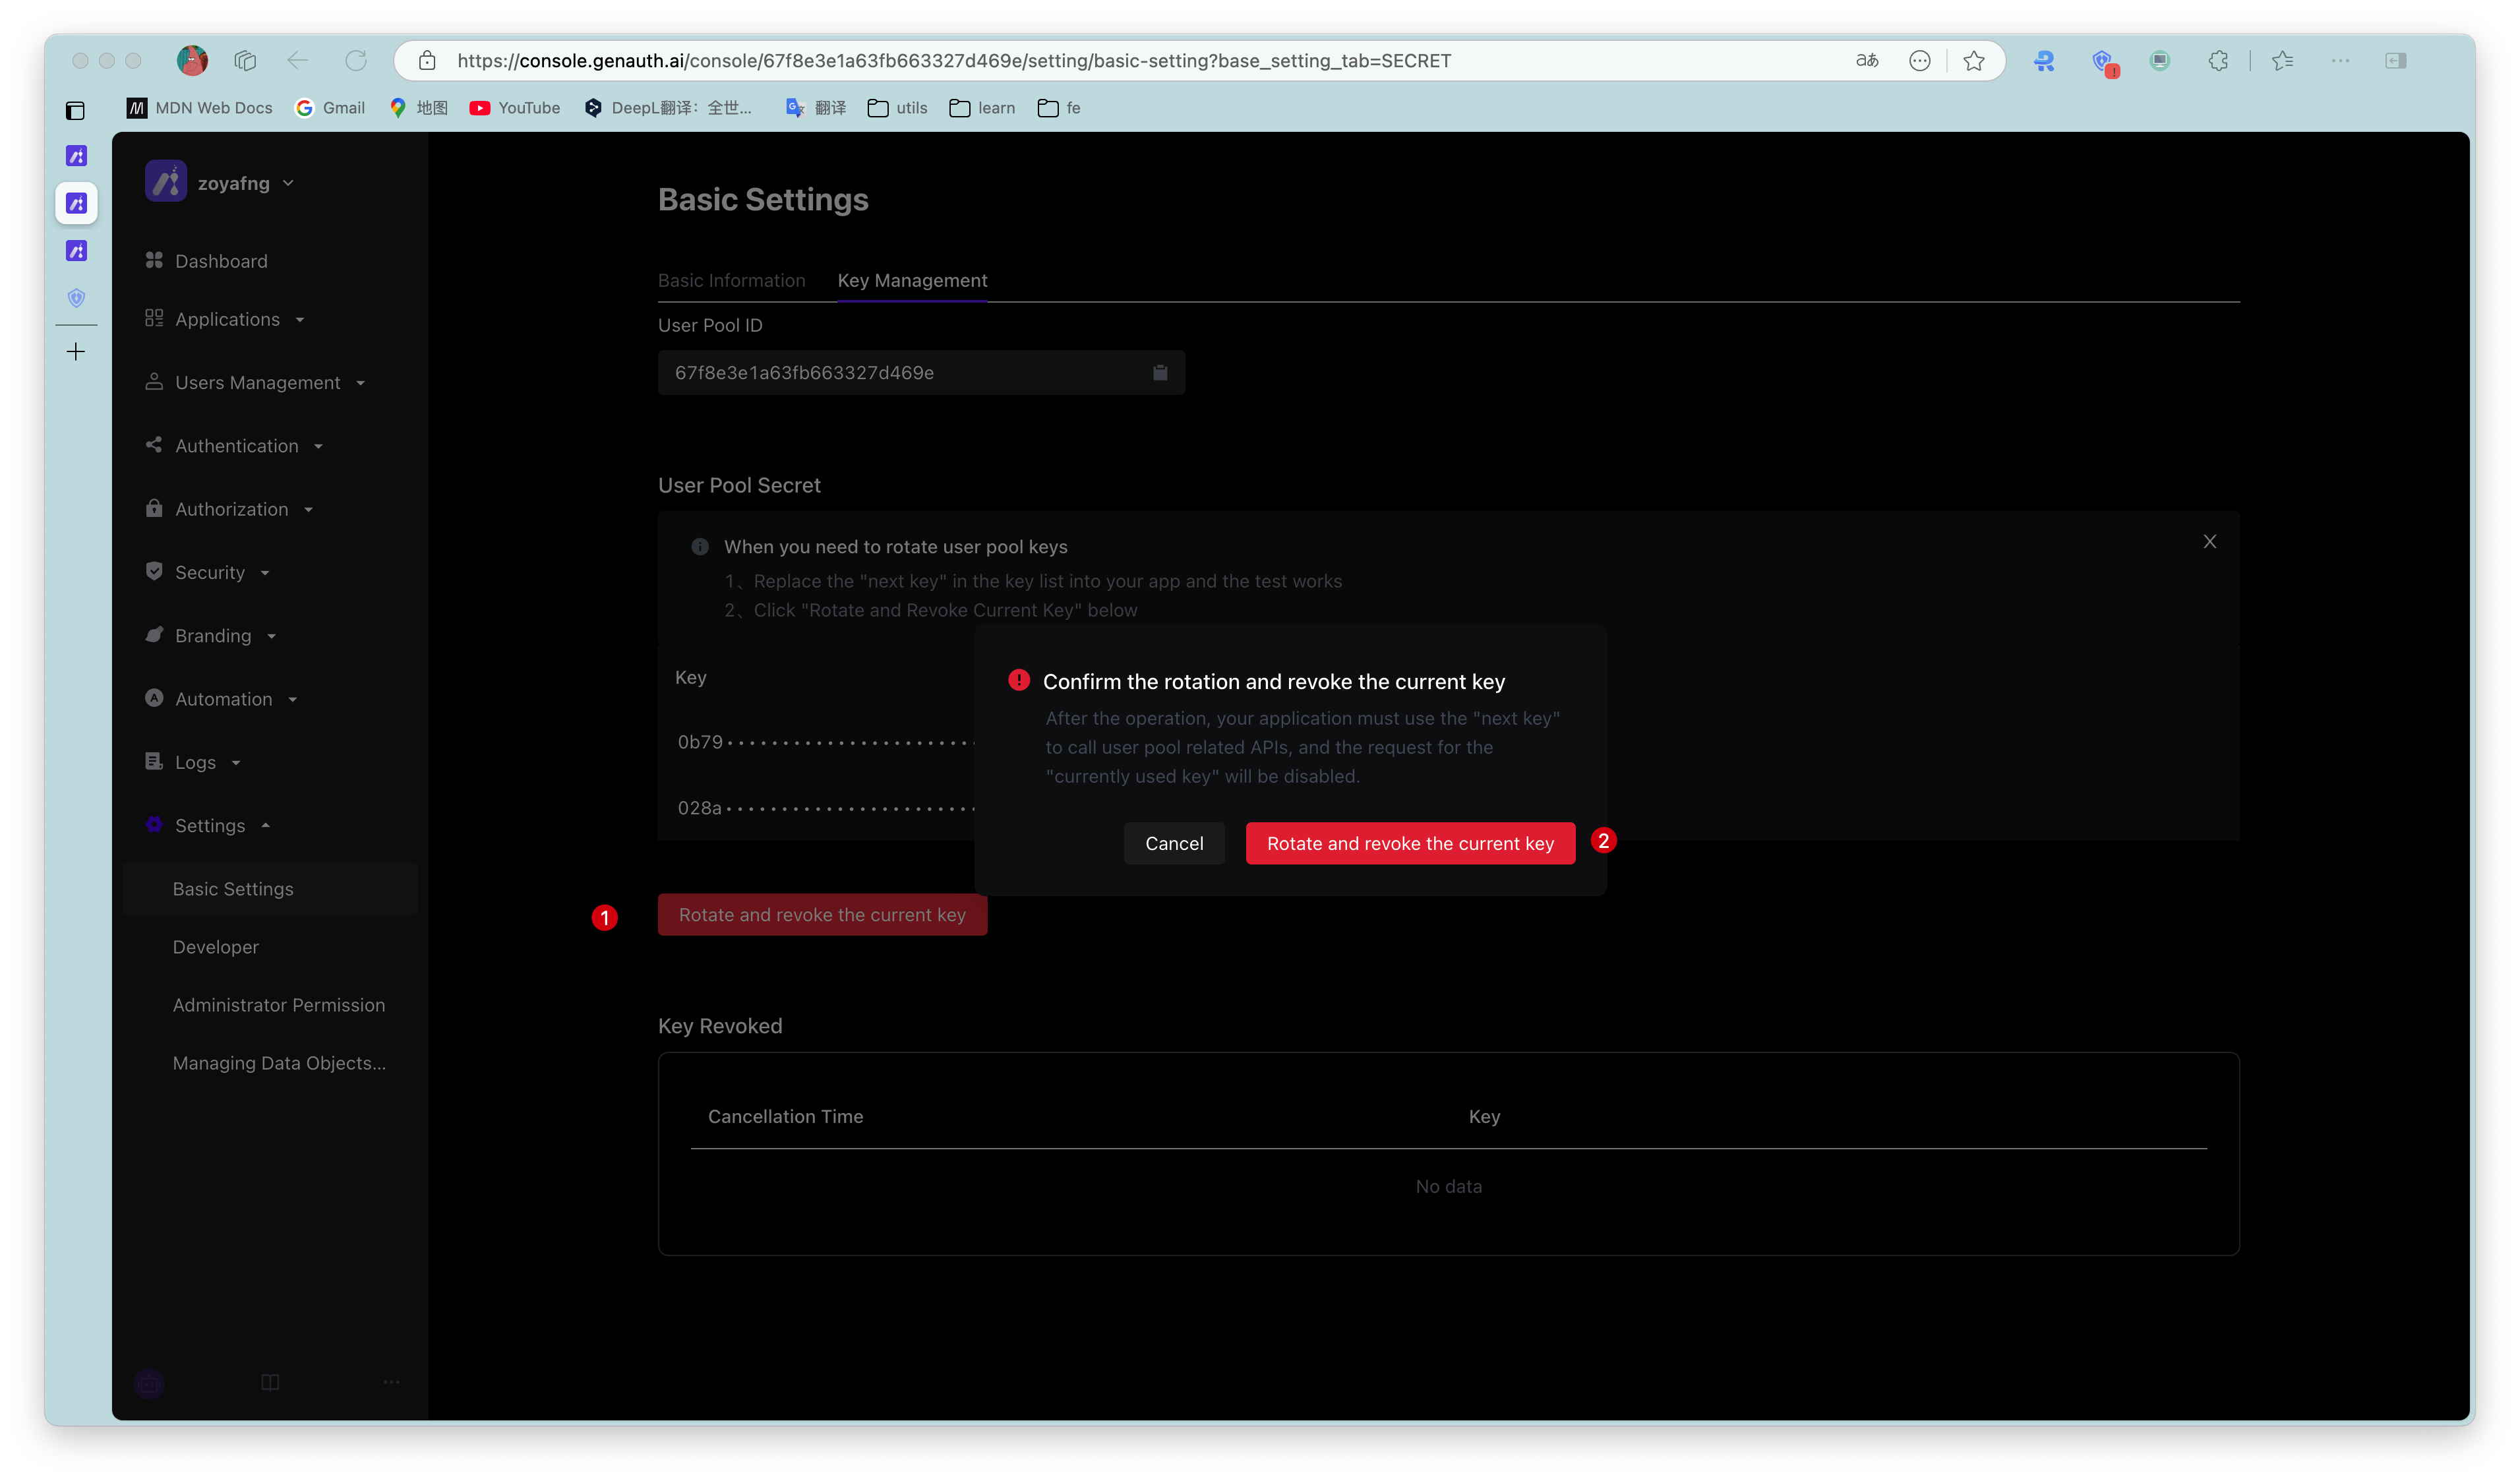 https://console.genauth.ai/console/67f8e3e1a63fb663327d469e/setting/basic-setting?base_setting_tab=SECRET
aあ
MDN Web Docs
Gmail
地图
YouTube
DeepL翻译：全世...
翻译
utils
learn
fe
zoyafng
Dashboard
Applications
Users Management
Authentication
Authorization
Security
Branding
Automation
Logs
Settings
Basic Settings
Developer
Administrator Permission
Managing Data Objects...
Basic Settings
Basic Information
Key Management
User Pool ID
67f8e3e1a63fb663327d469e
User Pool Secret
When you need to rotate user pool keys
1、Replace the "next key" in the key list into your app and the test works
2、Click "Rotate and Revoke Current Key" below
Key
0b79•••••••••••••••••••••••
028a•••••••••••••••••••••••
Confirm the rotation and revoke the current key
After the operation, your application must use the "next key"
to call user pool related APIs, and the request for the
"currently used key" will be disabled.
Cancel
Rotate and revoke the current key
2
1
Rotate and revoke the current key
Key Revoked
Cancellation Time
Key
No data